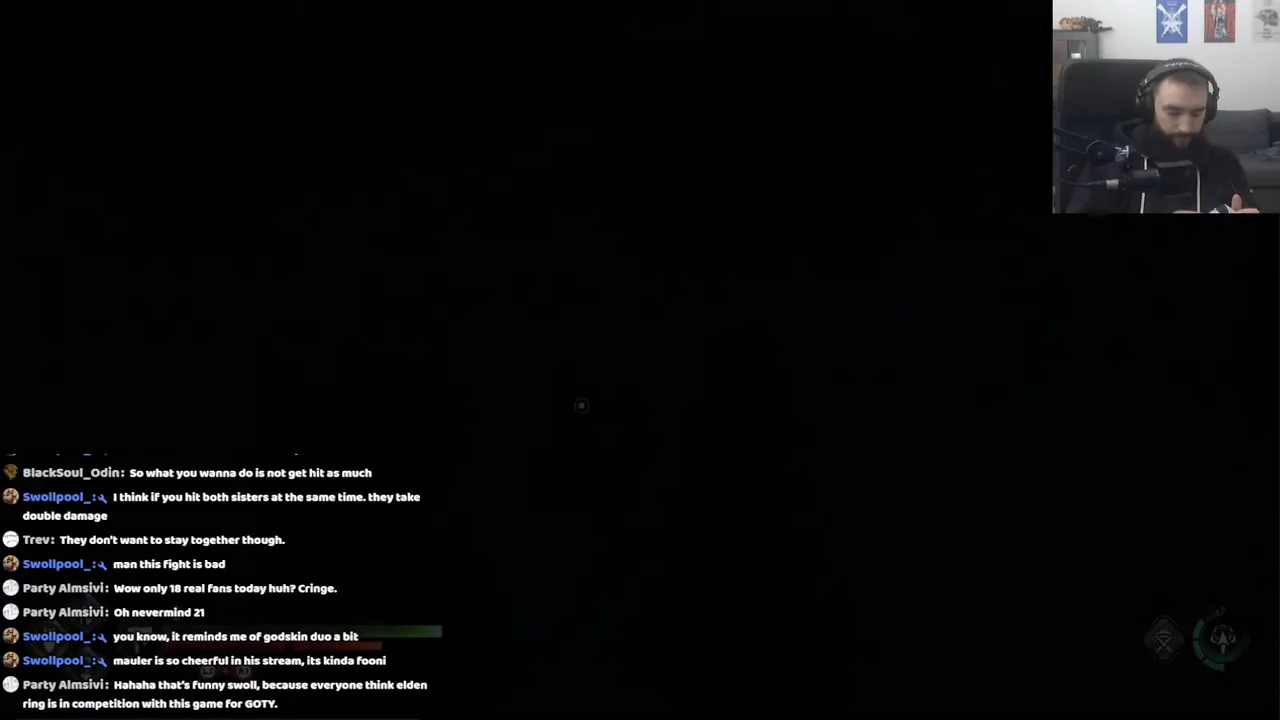 BlackSoul_Odin: So what you wanna do is not get hit as much
Swollpool_: I think if you hit both sisters at the same time. they take
double damage
Trev: They don't want to stay together though.
Swollpool_: man this fight is bad
Party Almsivi: Wow only 18 real fans today huh? Cringe.
Party Almsivi: Oh nevermind 21
Swollpool_: you know, it reminds me of godskin duo a bit
Swollpool_: mauler is so cheerful in his stream, its kinda fooni
Party Almsivi: Hahaha that's funny swoll, because everyone think elden
ring is in competition with this game for GOTY.